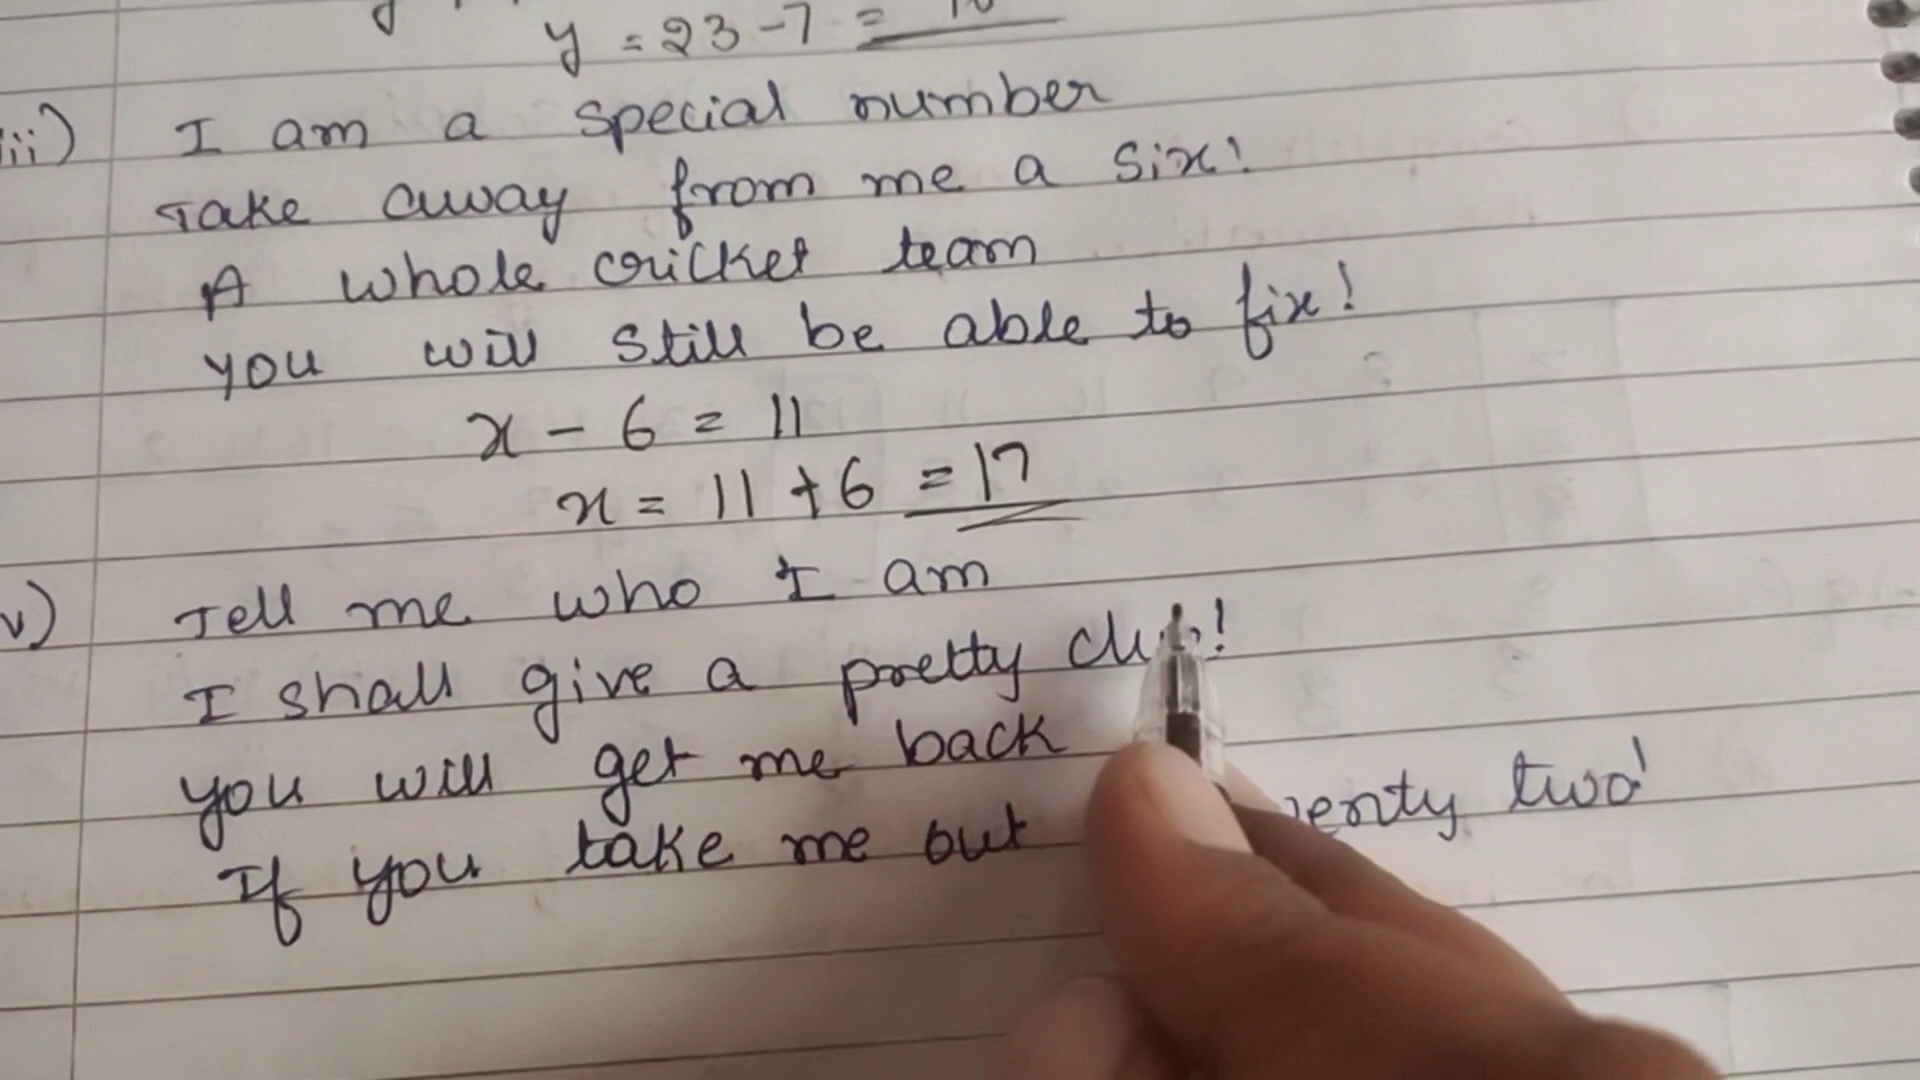 y = 23 - 7 =
iii) I am a special number
Take away from me a six!
A whole cricket team
you will still be able to fix!
x - 6 = 11
x = 11 + 6 = 17
v) Tell me who I am
I shall give a pretty
you will get me back
If you take me out two!